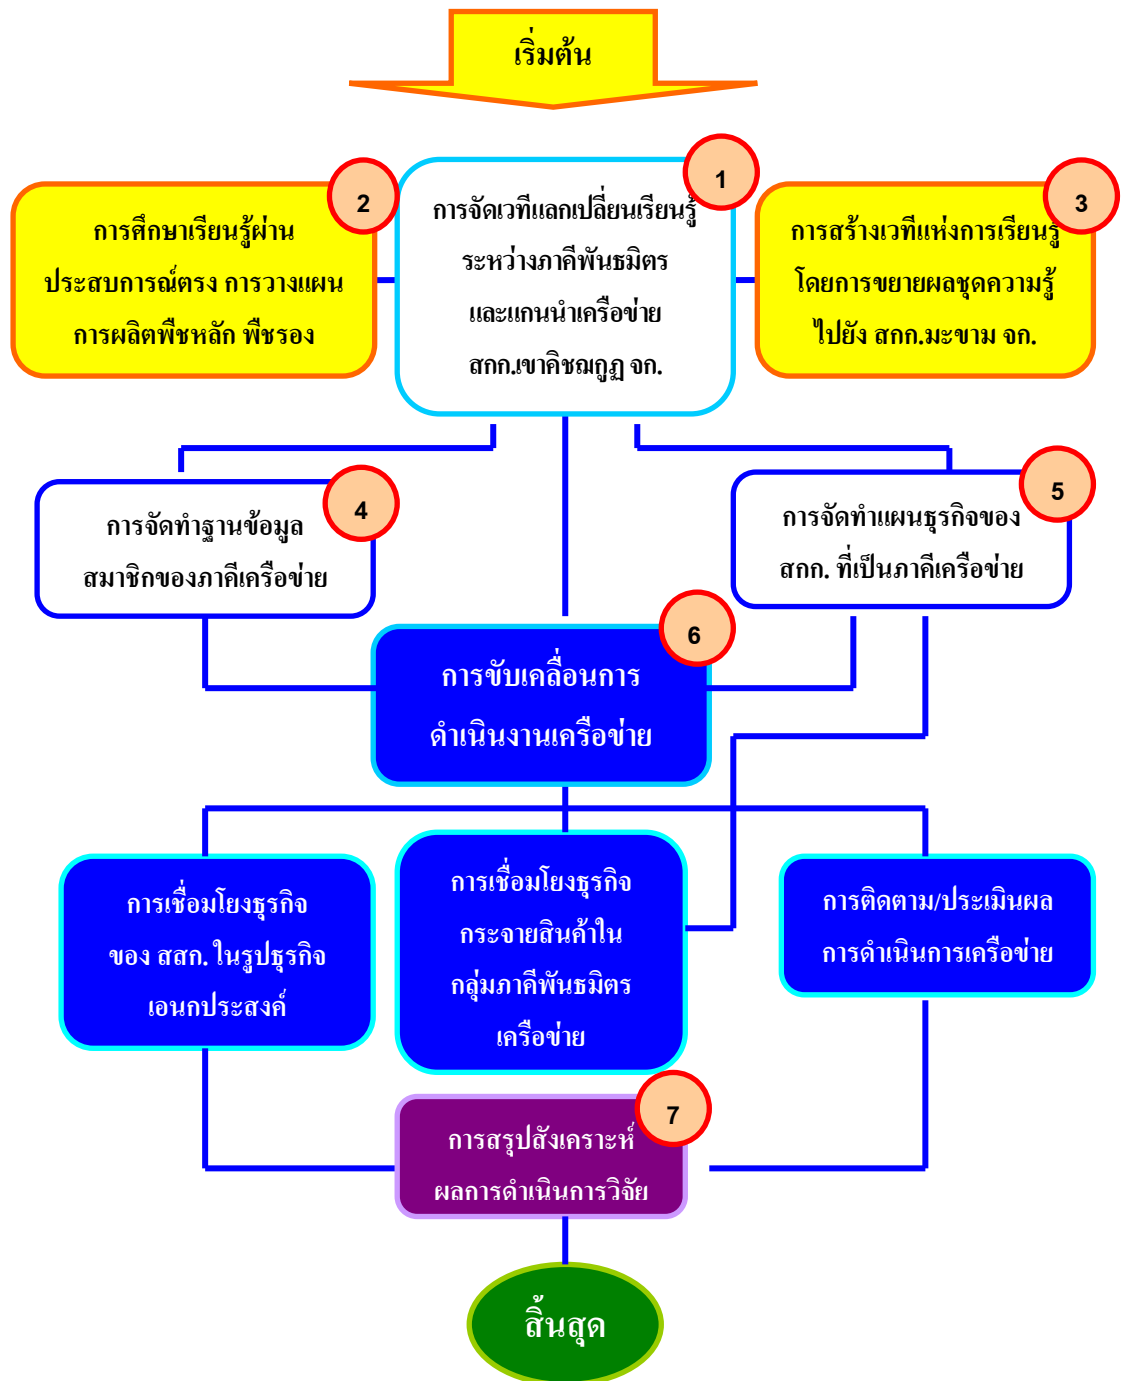 เริ่มต้น
1
การจัดเวทีแลกเปลี่ยนเรียนรู้
ระหว่างภาคีพันธมิตร
และแกนนำเครือข่าย
สกก.เขาคิชฌกูฏ จก.
2
การศึกษาเรียนรู้ผ่าน
ประสบการณ์ตรง การวางแผน
การผลิตพืชหลัก พืชรอง
3
การสร้างเวทีแห่งการเรียนรู้
โดยการขยายผลชุดความรู้
ไปยัง สกก.มะขาม จก.
4
การจัดทำฐานข้อมูล
สมาชิกของภาคีเครือข่าย
5
การจัดทำแผนธุรกิจของ
สกก. ที่เป็นภาคีเครือข่าย
6
การขับเคลื่อนการ
ดำเนินงานเครือข่าย
การเชื่อมโยงธุรกิจ
ของ สสก. ในรูปธุรกิจ
เอนกประสงค์
การเชื่อมโยงธุรกิจ
กระจายสินค้าใน
กลุ่มภาคีพันธมิตร
เครือข่าย
การติดตาม/ประเมินผล
การดำเนินการเครือข่าย
7
การสรุปสังเคราะห์
ผลการดำเนินการวิจัย
สิ้นสุด